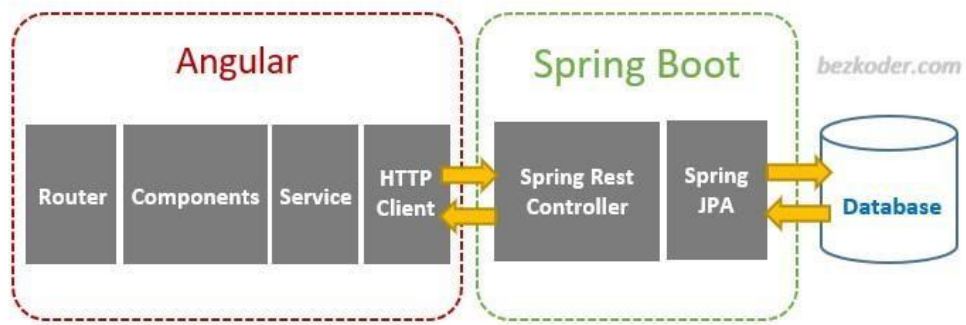 Angular
Spring Boot
bezkoder.com
Router
Components
Service
HTTP
Client
Spring Rest
Controller
Spring
JPA
Database